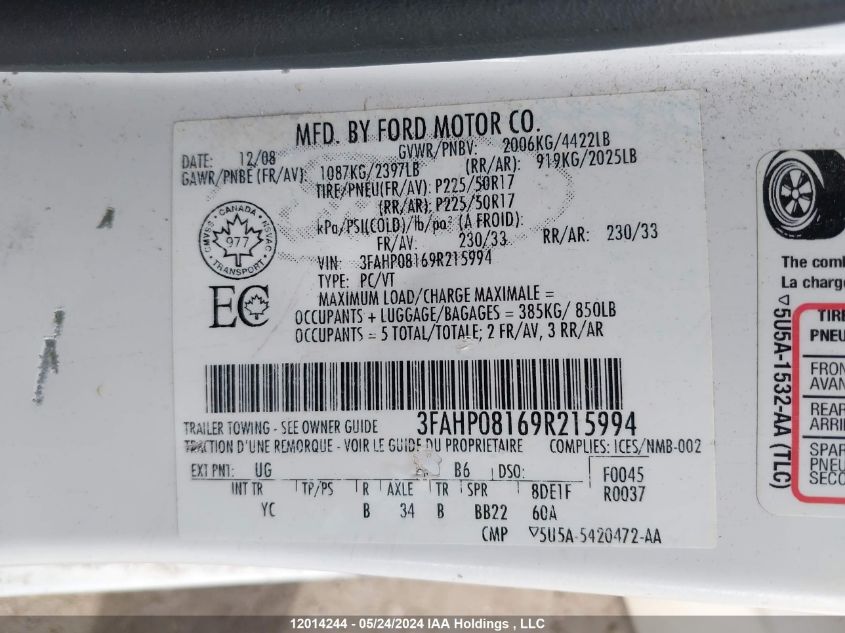 MFD. BY FORD MOTOR CO.
DATE: 12/08 GVWR/PNBV: 2006KG/4422LB
GAWR/PNBE (FR/AV): 1087KG/2397LB (RR/AR): 919KG/2025LB
TIRE/PNEU(FR/AV): P225/50R17
(RR/AR): P225/50R17
kPa/PSI(COLD)/lb/pa² (A FROID):
FR/AV: 230/33 RR/AR: 230/33
VIN: 3FAHP08169R215994
TYPE: PC/VT
MAXIMUM LOAD/CHARGE MAXIMALE =
OCCUPANTS + LUGGAGE/BAGAGES = 385KG/ 850LB
OCCUPANTS = 5 TOTAL/TOTALE; 2 FR/AV, 3 RR/AR
CANADA
CMVSS 977 NSVAC
TRANSPORT
EC
TRAILER TOWING - SEE OWNER GUIDE 3FAHP08169R215994
TRACTION D'UNE REMORQUE - VOIR LE GUIDE DU PROPRIETAIRE COMPLIES: ICES/NMB-002
EXT PNT: UG B6 DSO: F0045
INT TR TP/PS R AXLE TR SPR 8DE1F R0037
YC B 34 B BB22 60A
CMP ▽5U5A-5420472-AA
The comb
La charge
▽5U5A-1532-AA (TLC)
TIRE
PNEU
FRON
AVAN
REAR
ARRIE
SPAR
PNEU
SECO
12014244 - 05/24/2024 IAA Holdings , LLC